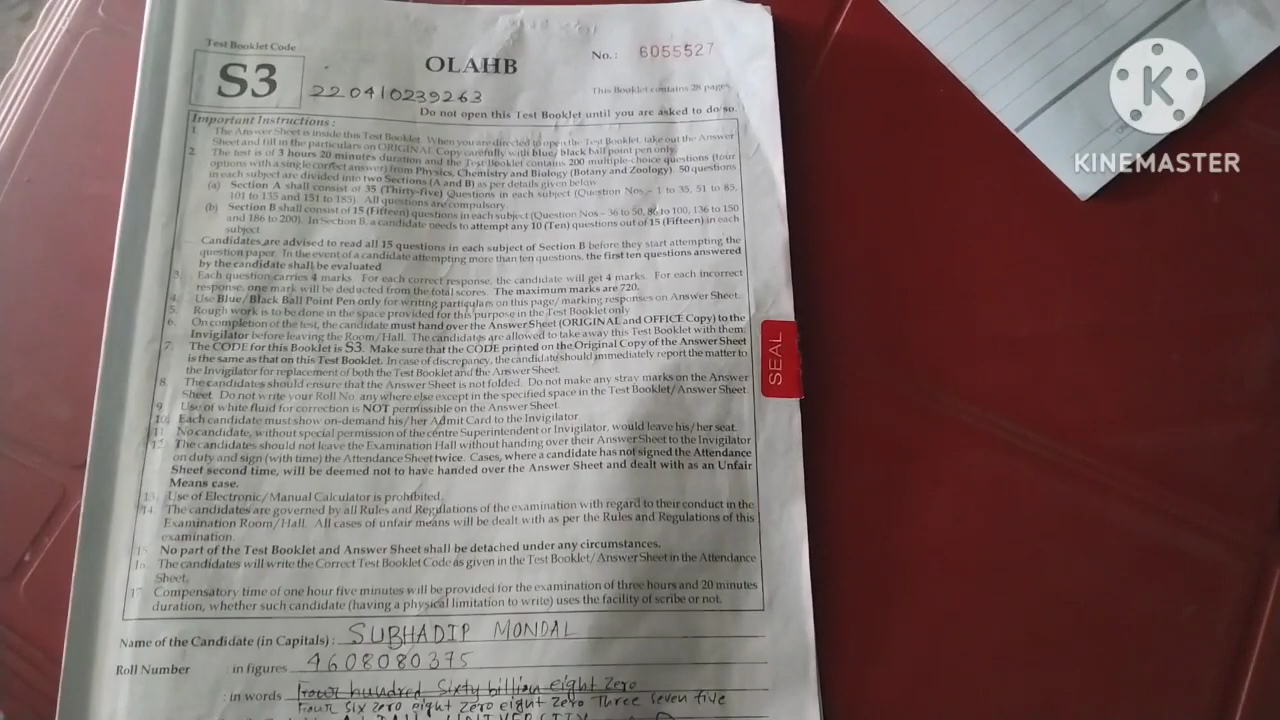 Test Booklet Code
S3
OLAHB
No.: 6055527
220410239263
This Booklet contains 28 pages.
Do not open this Test Booklet until you are asked to do so.
Important Instructions :
1. The Answer Sheet is inside this Test Booklet. When you are directed to open the Test Booklet, take out the Answer
Sheet and fill in the particulars on ORIGINAL Copy carefully with blue/black ball point pen only.
2. The test is of 3 hours 20 minutes duration and the Test Booklet contains 200 multiple-choice questions (four
options with a single correct answer) from Physics, Chemistry and Biology (Botany and Zoology). 50 questions
in each subject are divided into two Sections (A and B) as per details given below
(a) Section A shall consist of 35 (Thirty-five) Questions in each subject (Question Nos - 1 to 35, 51 to 85,
101 to 135 and 151 to 185). All questions are compulsory.
(b) Section B shall consist of 15 (Fifteen) questions in each subject (Question Nos - 36 to 50, 86 to 100, 136 to 150
and 186 to 200). In Section B, a candidate needs to attempt any 10 (Ten) questions out of 15 (Fifteen) in each
subject
Candidates are advised to read all 15 questions in each subject of Section B before they start attempting the
question paper. In the event of a candidate attempting more than ten questions, the first ten questions answered
by the candidate shall be evaluated
3. Each question carries 4 marks. For each correct response, the candidate will get 4 marks. For each incorrect
response, one mark will be deducted from the total scores. The maximum marks are 720.
4. Use Blue/Black Ball Point Pen only for writing particulars on this page/marking responses on Answer Sheet.
5. Rough work is to be done in the space provided for this purpose in the Test Booklet only
6. On completion of the test, the candidate must hand over the Answer Sheet (ORIGINAL and OFFICE Copy) to the
Invigilator before leaving the Room/Hall. The candidates are allowed to take away this Test Booklet with them.
7. The CODE for this Booklet is S3. Make sure that the CODE printed on the Original Copy of the Answer Sheet
is the same as that on this Test Booklet. In case of discrepancy, the candidate should immediately report the matter to
the Invigilator for replacement of both the Test Booklet and the Answer Sheet.
8. The candidates should ensure that the Answer Sheet is not folded. Do not make any stray marks on the Answer
Sheet. Do not write your Roll No. any where else except in the specified space in the Test Booklet/Answer Sheet.
9. Use of white fluid for correction is NOT permissible on the Answer Sheet
10. Each candidate must show on-demand his/her Admit Card to the Invigilator.
11. No candidate, without special permission of the centre Superintendent or Invigilator, would leave his/her seat.
12. The candidates should not leave the Examination Hall without handing over their Answer Sheet to the Invigilator
on duty and sign (with time) the Attendance Sheet twice. Cases, where a candidate has not signed the Attendance
Sheet second time, will be deemed not to have handed over the Answer Sheet and dealt with as an Unfair
Means case.
13. Use of Electronic/Manual Calculator is prohibited.
14. The candidates are governed by all Rules and Regulations of the examination with regard to their conduct in the
Examination Room/Hall. All cases of unfair means will be dealt with as per the Rules and Regulations of this
examination.
15. No part of the Test Booklet and Answer Sheet shall be detached under any circumstances.
16. The candidates will write the Correct Test Booklet Code as given in the Test Booklet/Answer Sheet in the Attendance
Sheet.
17. Compensatory time of one hour five minutes will be provided for the examination of three hours and 20 minutes
duration, whether such candidate (having a physical limitation to write) uses the facility of scribe or not.
Name of the Candidate (in Capitals) : SUBHADIP MONDAL
Roll Number : in figures 4608080375
: in words Four hundred Sixty billion eight Zero
Four six zero eight zero eight zero Three seven five
SEAL
K
KINEMASTER